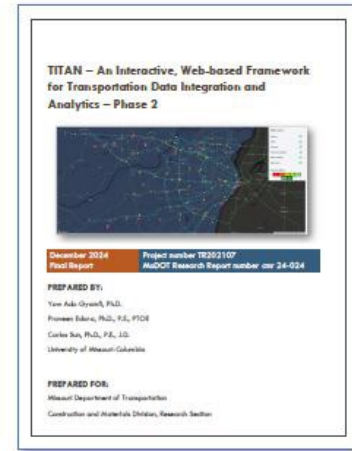 TITAN – An Interactive, Web-based Framework
for Transportation Data Integration and
Analytics – Phase 2
December 2024
Project number TR202107
Final Report
MoDOT Research Report number cmr 24-024
PREPARED BY:
Yaw Adu-Gyamfi, Ph.D.
Praveen Edara, Ph.D., P.E., PTOE
Carlos Sun, Ph.D., P.E., J.D.
University of Missouri-Columbia
PREPARED FOR:
Missouri Department of Transportation
Construction and Materials Division, Research Section